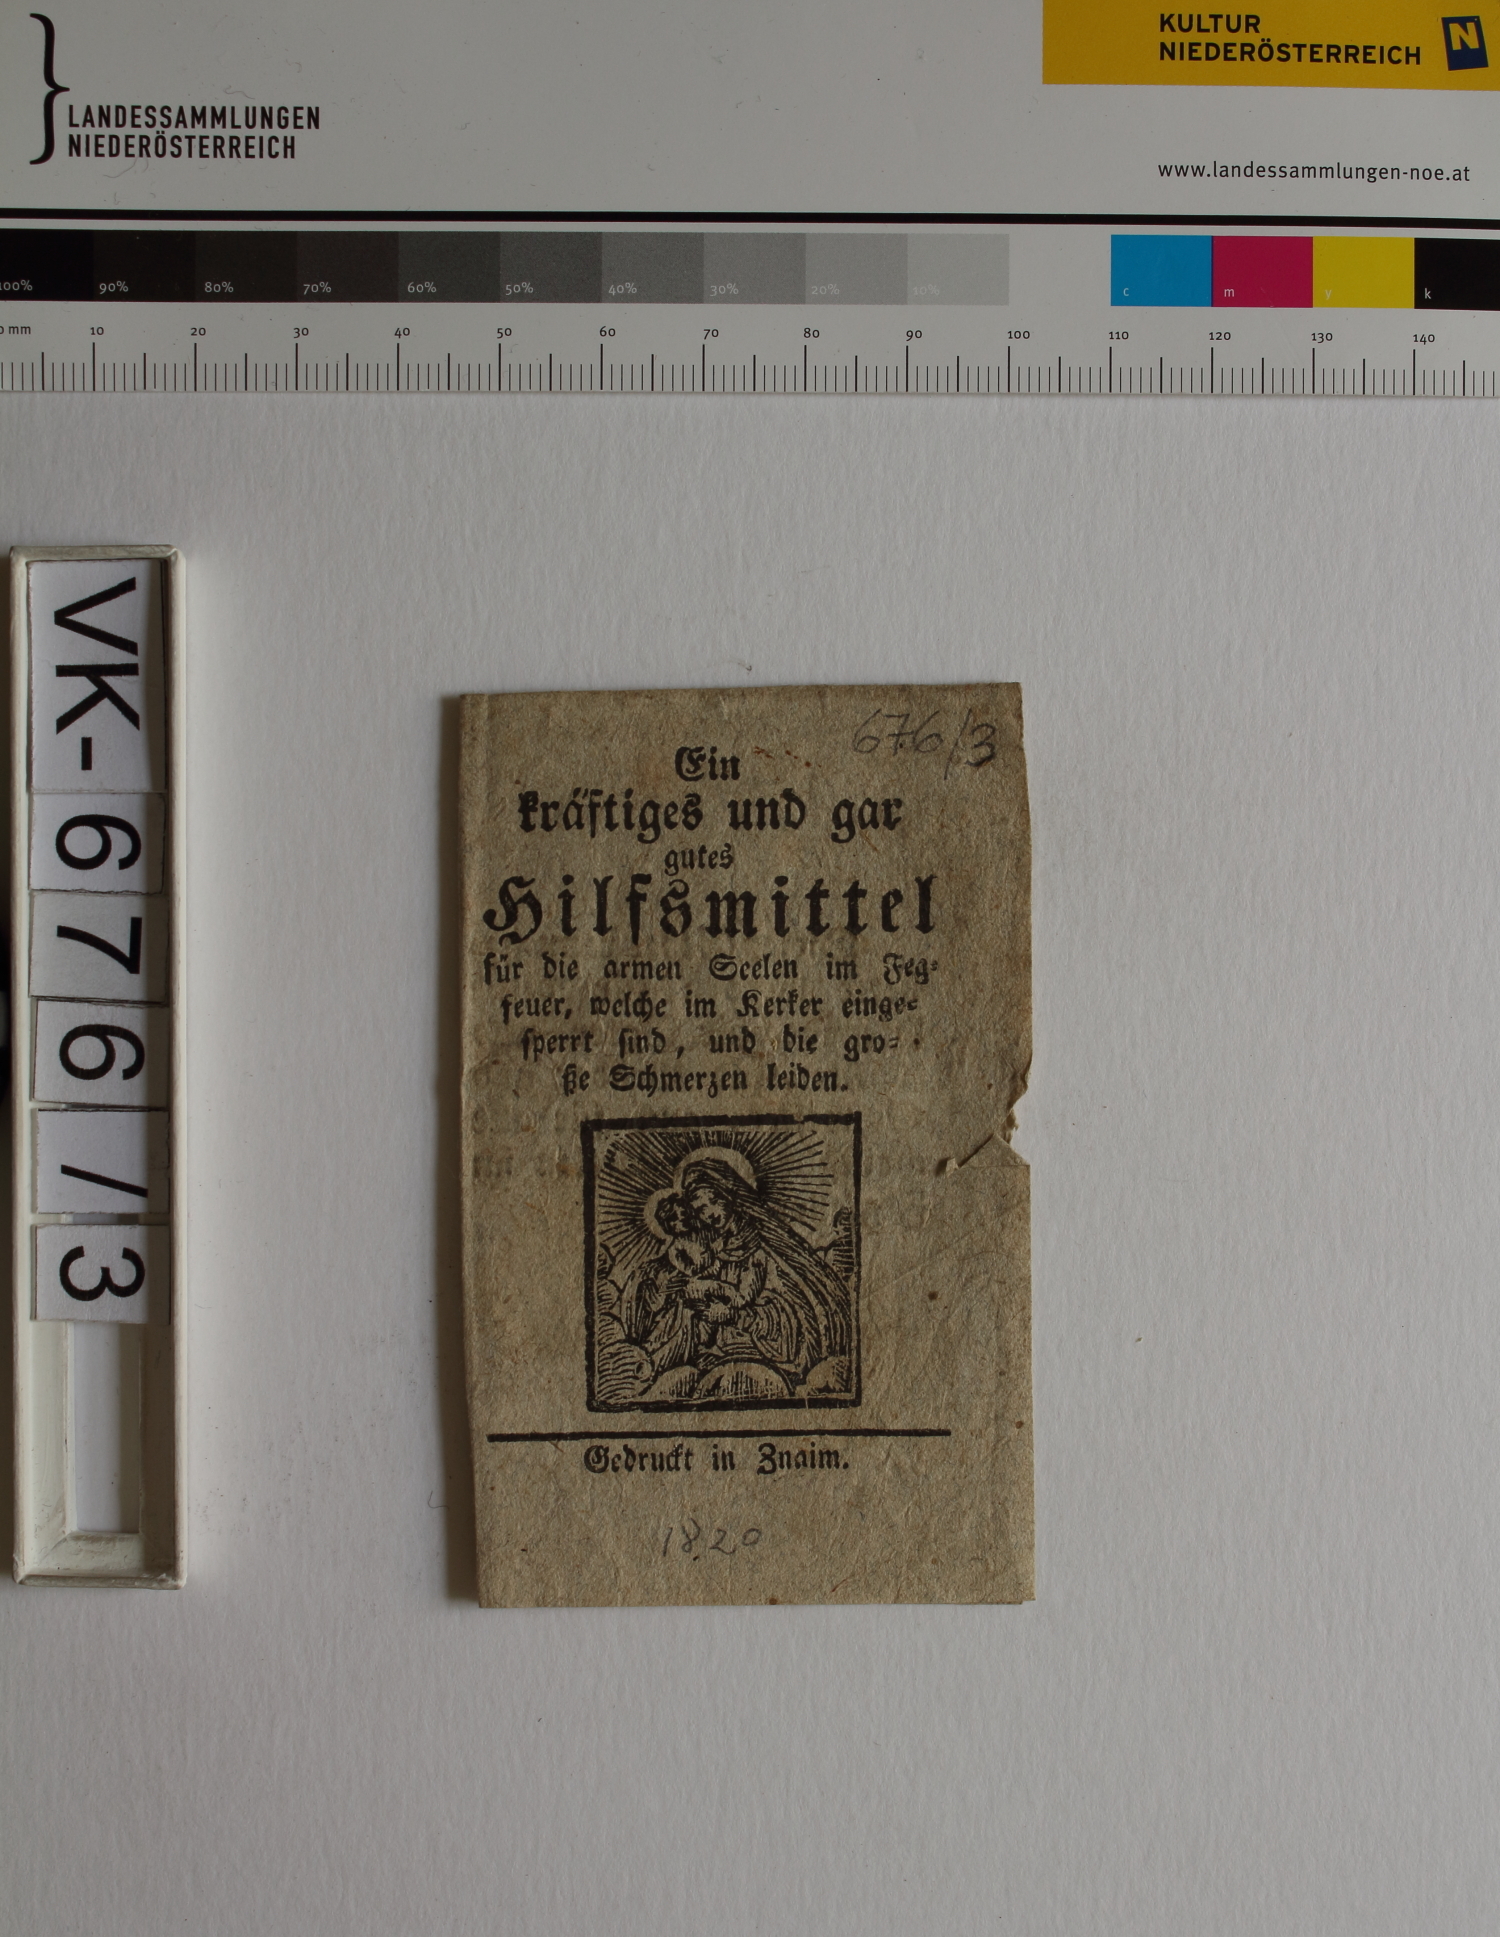 KULTUR
NIEDERÖSTERREICH
N
LANDESSAMMLUNGEN
NIEDERÖSTERREICH
www.landessammlungen-noe.at
100% 90% 80% 70% 60% 50% 40% 30% 20% 10% c m y k
0 mm 10 20 30 40 50 60 70 80 90 100 110 120 130 140
VK-676/3
676/3
Ein
kräftiges und gar
gutes
Hilfsmittel
für die armen Seelen im Feg=
feuer, welche im Kerker einge=
sperrt sind, und die gro=
ße Schmerzen leiden.
Gedruckt in Znaim.
1820